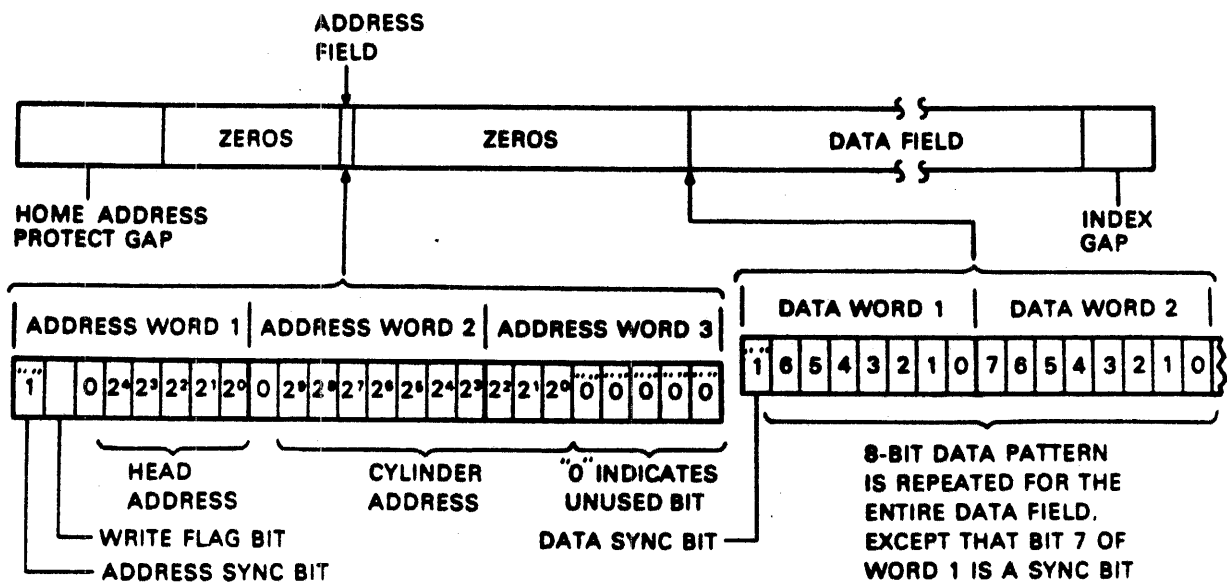 ADDRESS
FIELD
ZEROS
ZEROS
DATA FIELD
HOME ADDRESS
PROTECT GAP
INDEX
GAP
ADDRESS WORD 1
ADDRESS WORD 2
ADDRESS WORD 3
"1" 0 2⁴ 2³ 2² 2¹ 2⁰ 0 2⁹ 2⁸ 2⁷ 2⁶ 2⁵ 2⁴ 2³ 2² 2¹ 2⁰ "0" "0" "0" "0" "0"
HEAD
ADDRESS
CYLINDER
ADDRESS
"0" INDICATES
UNUSED BIT
WRITE FLAG BIT
ADDRESS SYNC BIT
DATA WORD 1
DATA WORD 2
"1" 6 5 4 3 2 1 0 7 6 5 4 3 2 1 0
DATA SYNC BIT
8-BIT DATA PATTERN
IS REPEATED FOR THE
ENTIRE DATA FIELD.
EXCEPT THAT BIT 7 OF
WORD 1 IS A SYNC BIT